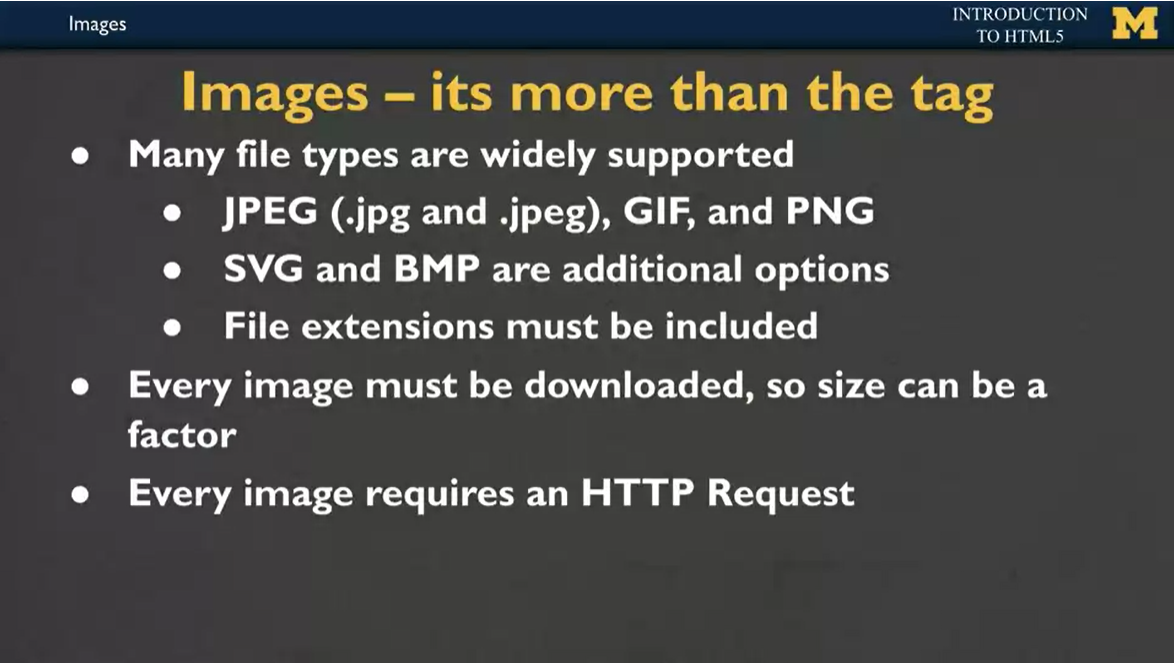 Images
INTRODUCTION
TO HTML5
M
Images – its more than the tag
● Many file types are widely supported
● JPEG (.jpg and .jpeg), GIF, and PNG
● SVG and BMP are additional options
● File extensions must be included
● Every image must be downloaded, so size can be a
factor
● Every image requires an HTTP Request